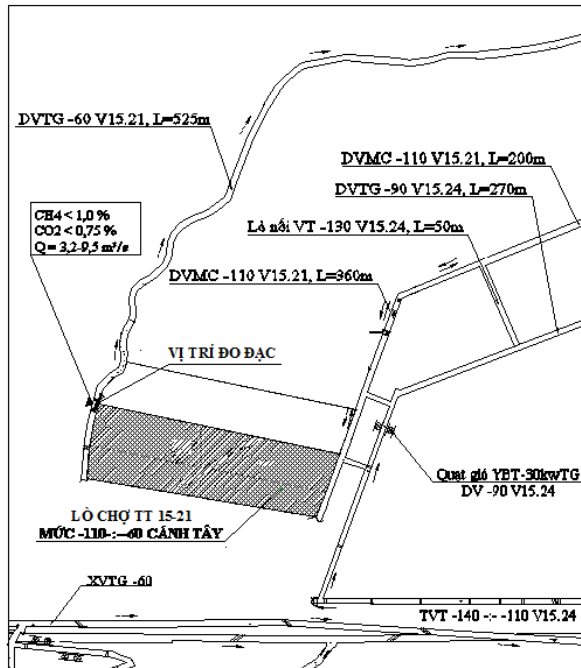 DVTG -60 V15.21, L=525m
DVMC -110 V15.21, L=200m
DVTG -90 V15.24, L=270m
CH4 < 1,0 %
CO2 < 0,75 %
Q = 3,2-9,5 m³/s
Lò nối VT -130 V15.24, L=50m
DVMC -110 V15.21, L=360m
VỊ TRÍ ĐO ĐẠC
Quạt gió YBT-30kwTG
DV -90 V15.24
LÒ CHỢ TT 15-21
MỨC -110-:--60 CÁNH TÂY
XVTG -60
TVT -140 -:- -110 V15.24